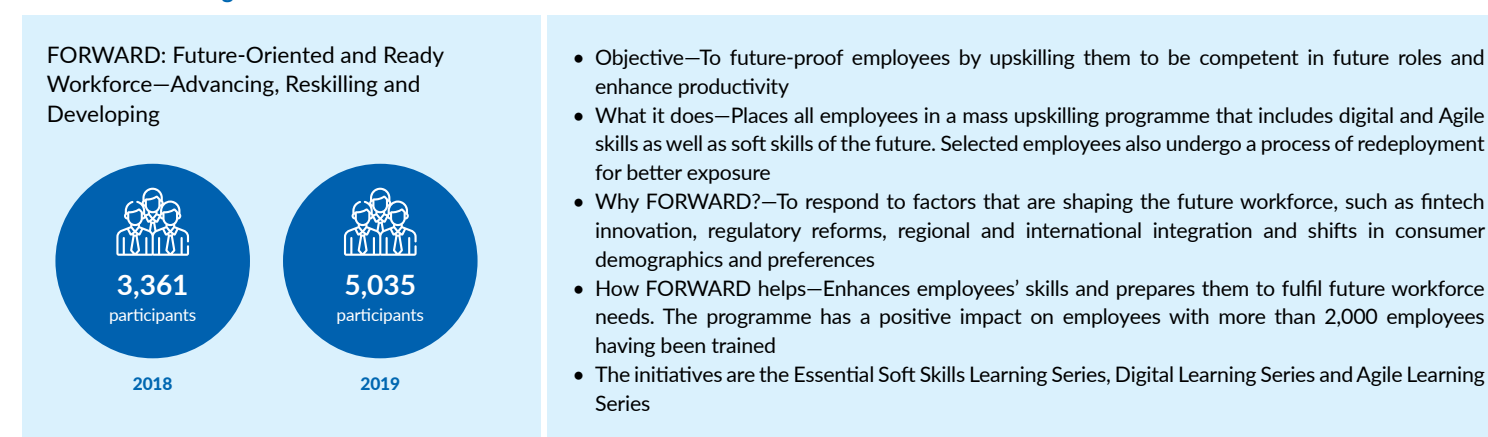 FORWARD: Future-Oriented and Ready
Workforce—Advancing, Reskilling and
Developing
3,361
participants
2018
5,035
participants
2019
• Objective—To future-proof employees by upskilling them to be competent in future roles and
enhance productivity
• What it does—Places all employees in a mass upskilling programme that includes digital and Agile
skills as well as soft skills of the future. Selected employees also undergo a process of redeployment
for better exposure
• Why FORWARD?—To respond to factors that are shaping the future workforce, such as fintech
innovation, regulatory reforms, regional and international integration and shifts in consumer
demographics and preferences
• How FORWARD helps—Enhances employees’ skills and prepares them to fulfil future workforce
needs. The programme has a positive impact on employees with more than 2,000 employees
having been trained
• The initiatives are the Essential Soft Skills Learning Series, Digital Learning Series and Agile Learning
Series